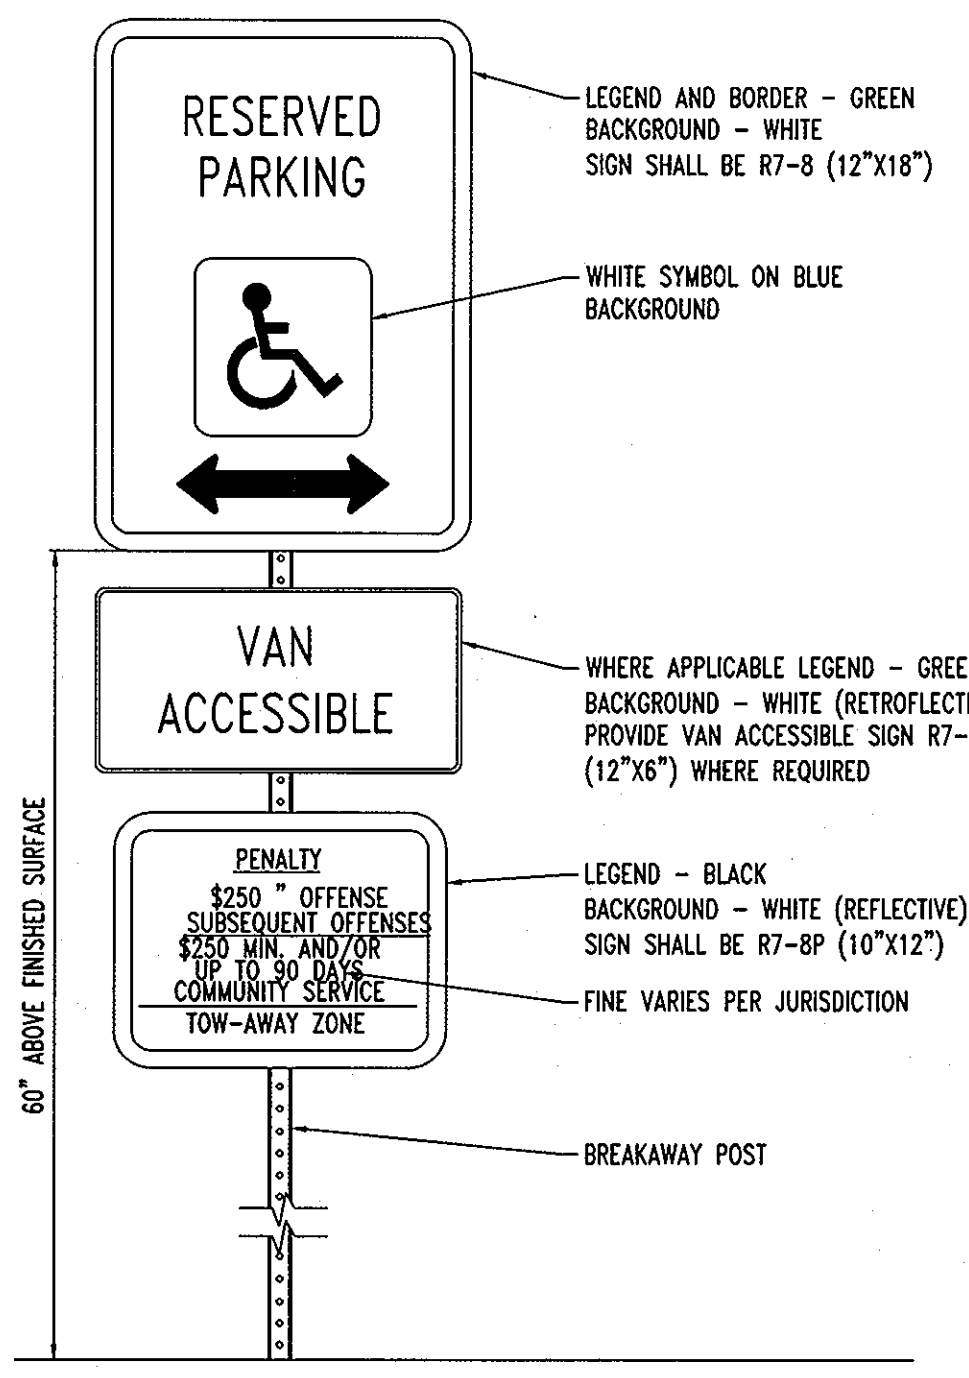 RESERVED
PARKING
LEGEND AND BORDER - GREEN
BACKGROUND - WHITE
SIGN SHALL BE R7-8 (12"X18")
WHITE SYMBOL ON BLUE
BACKGROUND
VAN
ACCESSIBLE
WHERE APPLICABLE LEGEND - GREE
BACKGROUND - WHITE (RETROFLECTI
PROVIDE VAN ACCESSIBLE SIGN R7-
(12"X6") WHERE REQUIRED
PENALTY
$250 " OFFENSE
SUBSEQUENT OFFENSES
$250 MIN. AND/OR
UP TO 90 DAYS
COMMUNITY SERVICE
TOW-AWAY ZONE
LEGEND - BLACK
BACKGROUND - WHITE (REFLECTIVE)
SIGN SHALL BE R7-8P (10"X12")
FINE VARIES PER JURISDICTION
BREAKAWAY POST
60" ABOVE FINISHED SURFACE